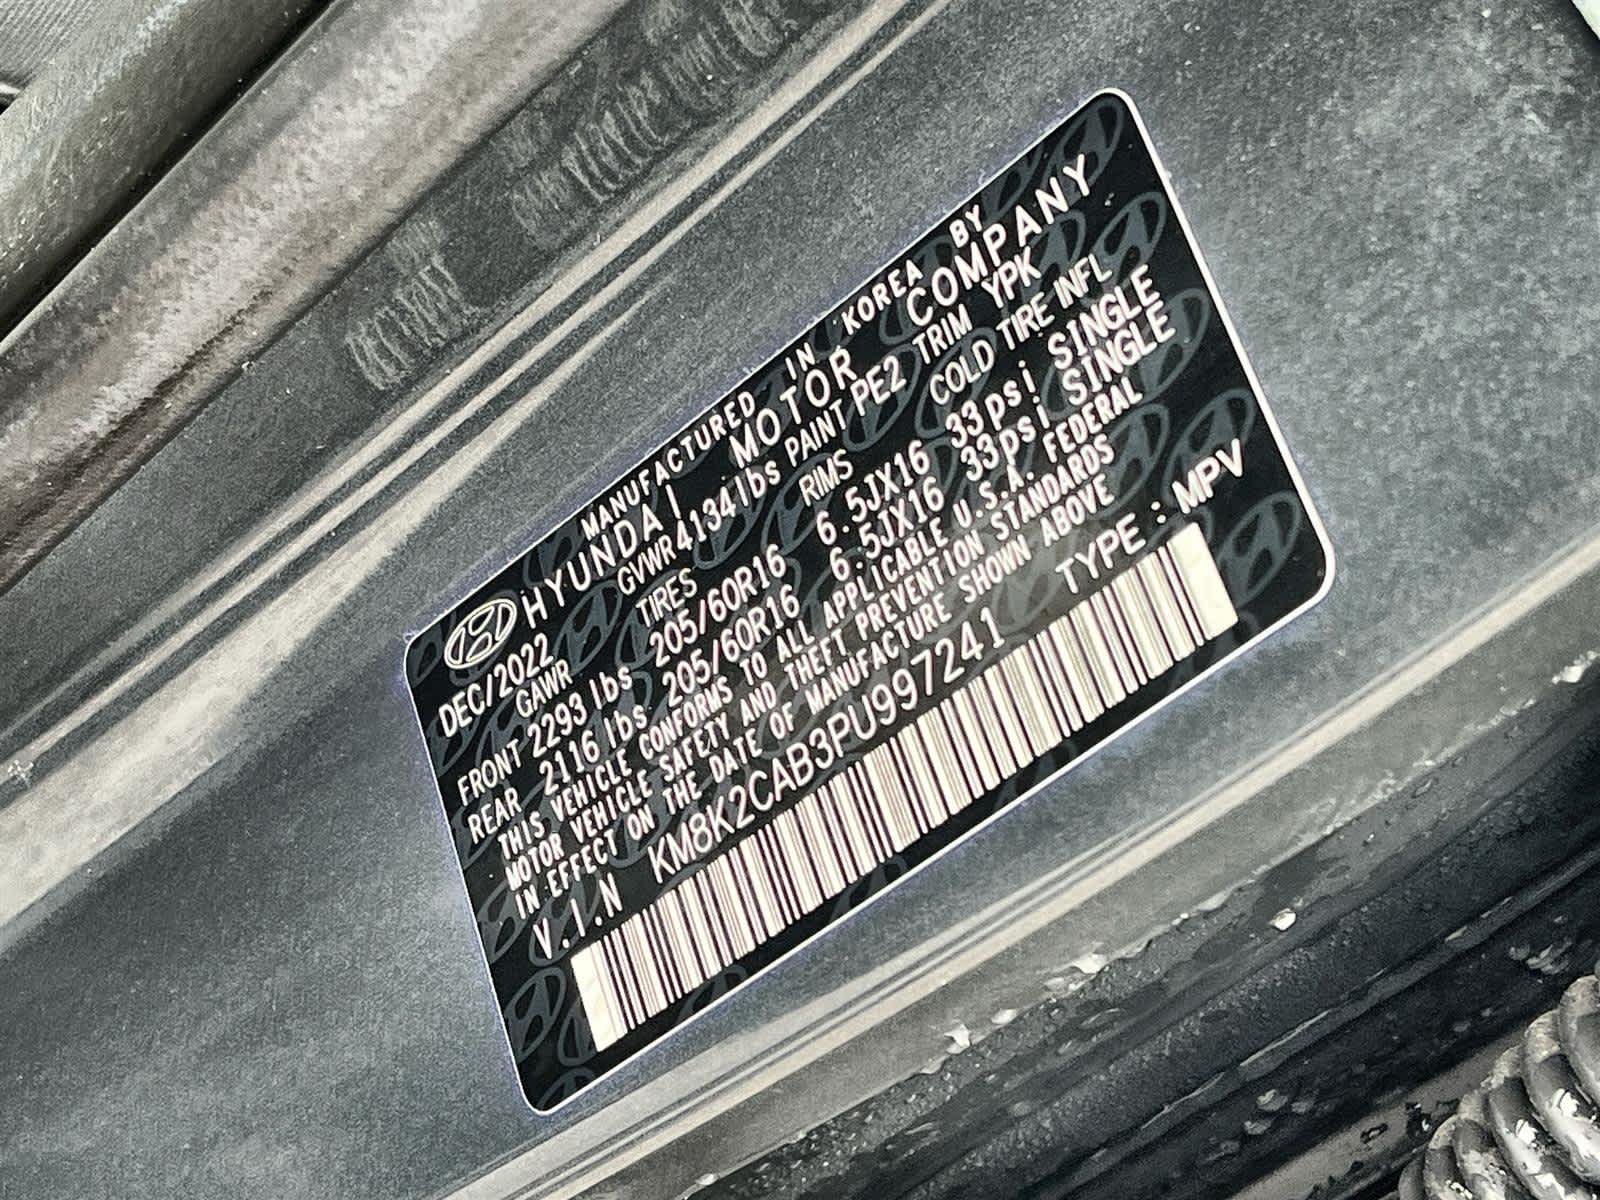 MANUFACTURED IN KOREA BY
HYUNDAI MOTOR COMPANY
DEC/2022 GVWR 4134lbs PAINT PE2 TRIM YPK
GAWR TIRES RIMS COLD TIRE INFL
FRONT 2293 lbs 205/60R16 6.5JX16 33psi SINGLE
REAR 2116 lbs 205/60R16 6.5JX16 33psi SINGLE
THIS VEHICLE CONFORMS TO ALL APPLICABLE U.S.A. FEDERAL
MOTOR VEHICLE SAFETY AND THEFT PREVENTION STANDARDS
IN EFFECT ON THE DATE OF MANUFACTURE SHOWN ABOVE
V.I.N KM8K2CAB3PU997241 TYPE : MPV